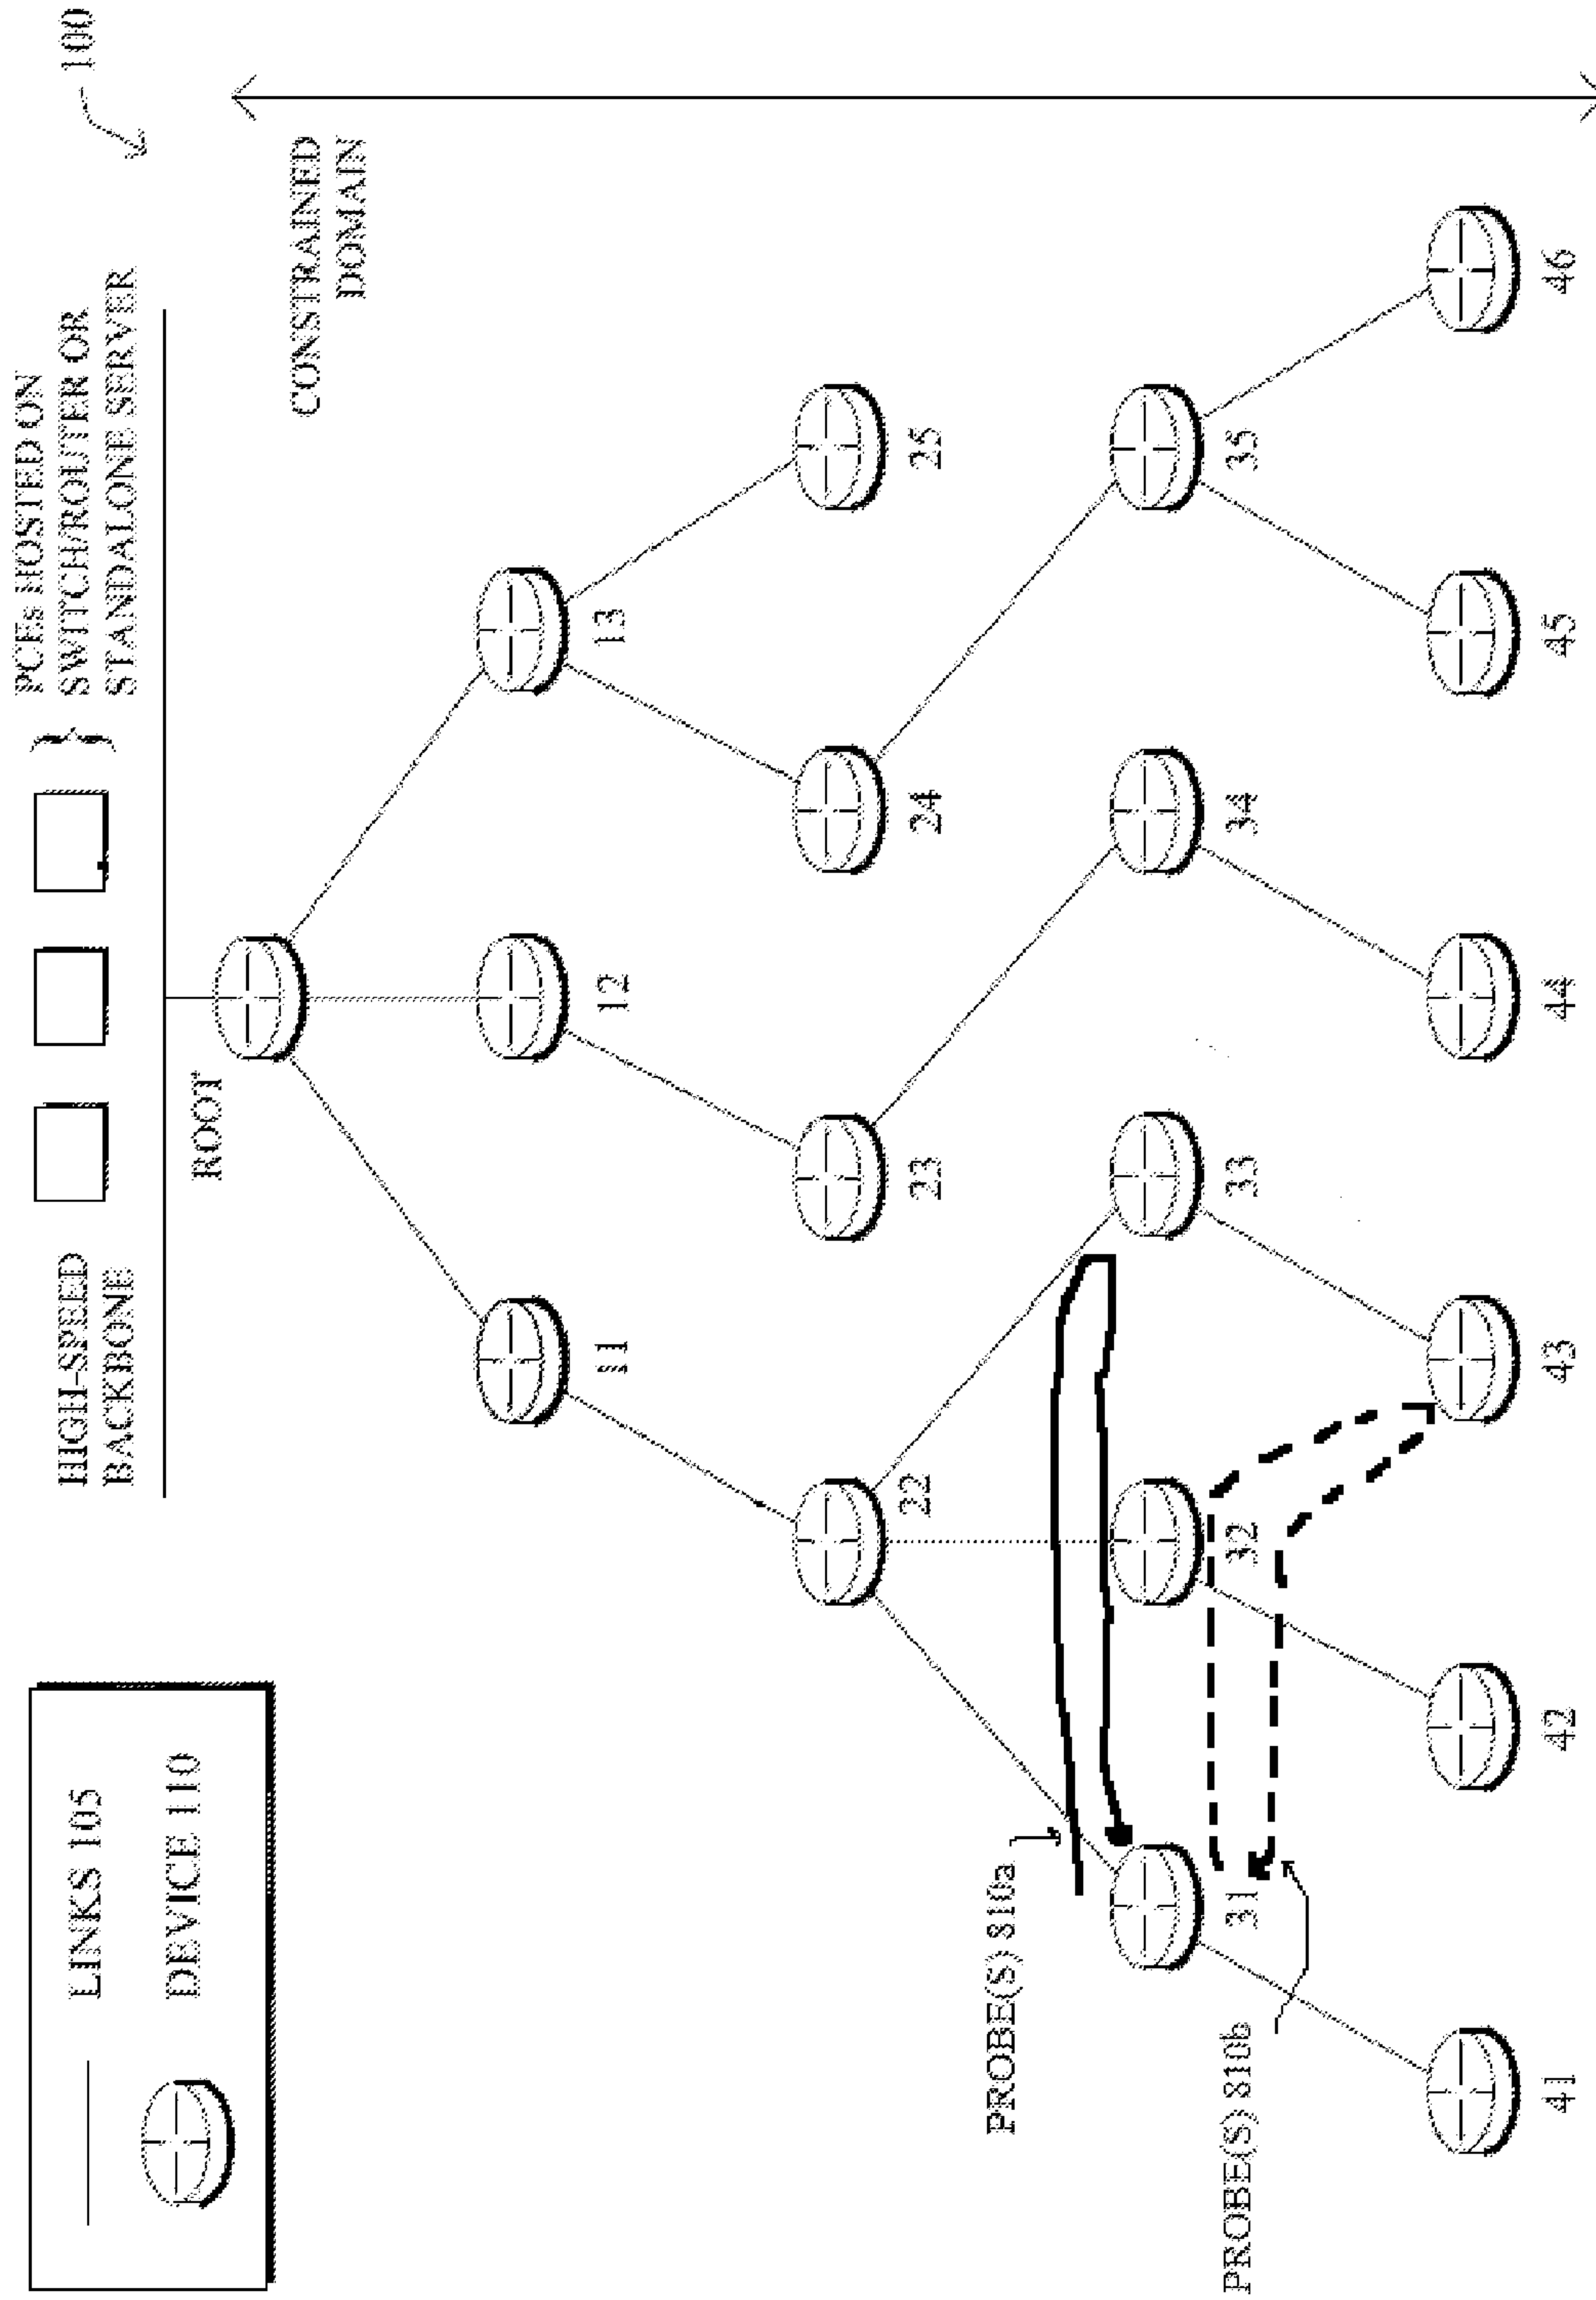 LINKS 105
DEVICE 110
HIGH-SPEED
BACKBONE
PCEs HOSTED ON
SWITCH/ROUTER OR
STANDALONE SERVER
100
ROOT
CONSTRAINED
DOMAIN
11
12
13
22
23
24
25
PROBE(S) 810a
31
32
33
34
35
PROBE(S) 810b
41
42
43
44
45
46